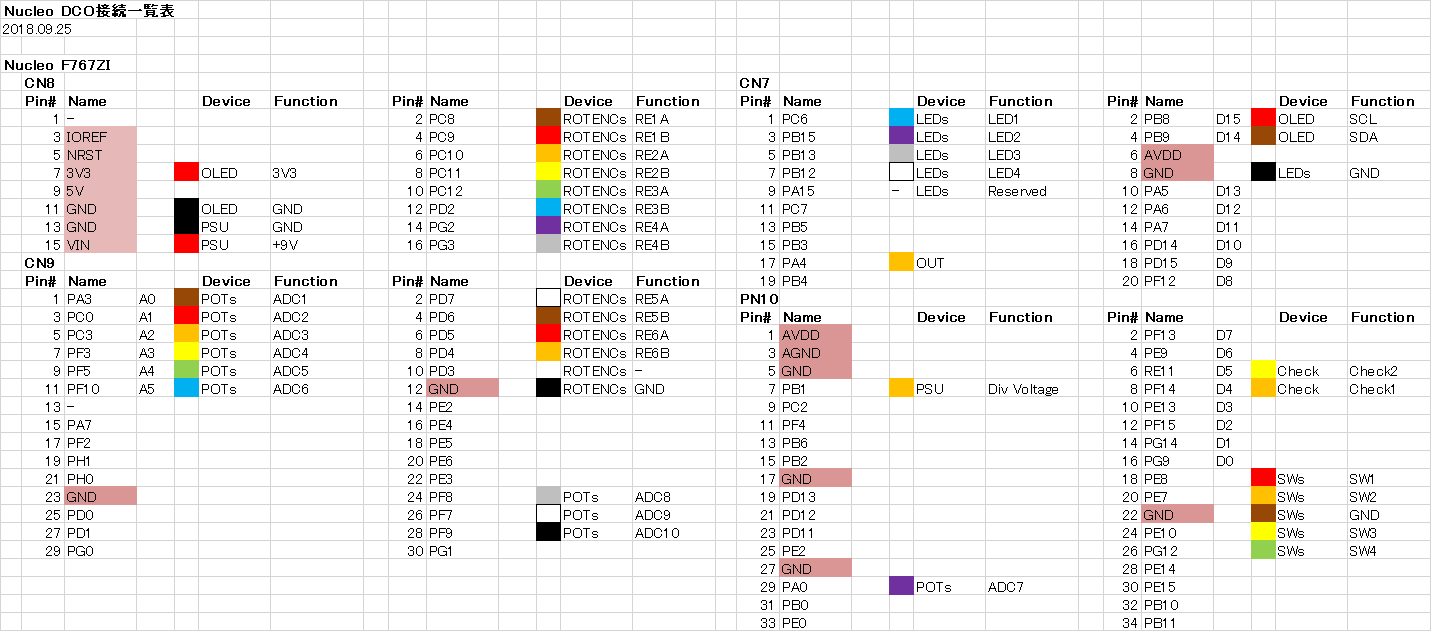 Nucleo DCO接続一覧表
2018.09.25
Nucleo F767ZI
CN8 CN7
Pin# Name Device Function Pin# Name Device Function Pin# Name Device Function Pin# Name Device Function
1 - 2 PC8 ROTENCs RE1A 1 PC6 LEDs LED1 2 PB8 D15 OLED SCL
3 IOREF 4 PC9 ROTENCs RE1B 3 PB15 LEDs LED2 4 PB9 D14 OLED SDA
5 NRST 6 PC10 ROTENCs RE2A 5 PB13 LEDs LED3 6 AVDD
7 3V3 OLED 3V3 8 PC11 ROTENCs RE2B 7 PB12 LEDs LED4 8 GND LEDs GND
9 5V 10 PC12 ROTENCs RE3A 9 PA15 - LEDs Reserved 10 PA5 D13
11 GND OLED GND 12 PD2 ROTENCs RE3B 11 PC7 12 PA6 D12
13 GND PSU GND 14 PG2 ROTENCs RE4A 13 PB5 14 PA7 D11
15 VIN PSU +9V 16 PG3 ROTENCs RE4B 15 PB3 16 PD14 D10
CN9 17 PA4 OUT 18 PD15 D9
Pin# Name Device Function Pin# Name Device Function 19 PB4 20 PF12 D8
1 PA3 A0 POTs ADC1 2 PD7 ROTENCs RE5A PN10
3 PC0 A1 POTs ADC2 4 PD6 ROTENCs RE5B Pin# Name Device Function Pin# Name Device Function
5 PC3 A2 POTs ADC3 6 PD5 ROTENCs RE6A 1 AVDD 2 PF13 D7
7 PF3 A3 POTs ADC4 8 PD4 ROTENCs RE6B 3 AGND 4 PE9 D6
9 PF5 A4 POTs ADC5 10 PD3 ROTENCs - 5 GND 6 RE11 D5 Check Check2
11 PF10 A5 POTs ADC6 12 GND ROTENCs GND 7 PB1 PSU Div Voltage 8 PF14 D4 Check Check1
13 - 14 PE2 9 PC2 10 PE13 D3
15 PA7 16 PE4 11 PF4 12 PF15 D2
17 PF2 18 PE5 13 PB6 14 PG14 D1
19 PH1 20 PE6 15 PB2 16 PG9 D0
21 PH0 22 PE3 17 GND 18 PE8 SWs SW1
23 GND 24 PF8 POTs ADC8 19 PD13 20 PE7 SWs SW2
25 PD0 26 PF7 POTs ADC9 21 PD12 22 GND SWs GND
27 PD1 28 PF9 POTs ADC10 23 PD11 24 PE10 SWs SW3
29 PG0 30 PG1 25 PE2 26 PG12 SWs SW4
27 GND 28 PE14
29 PA0 POTs ADC7 30 PE15
31 PB0 32 PB10
33 PE0 34 PB11